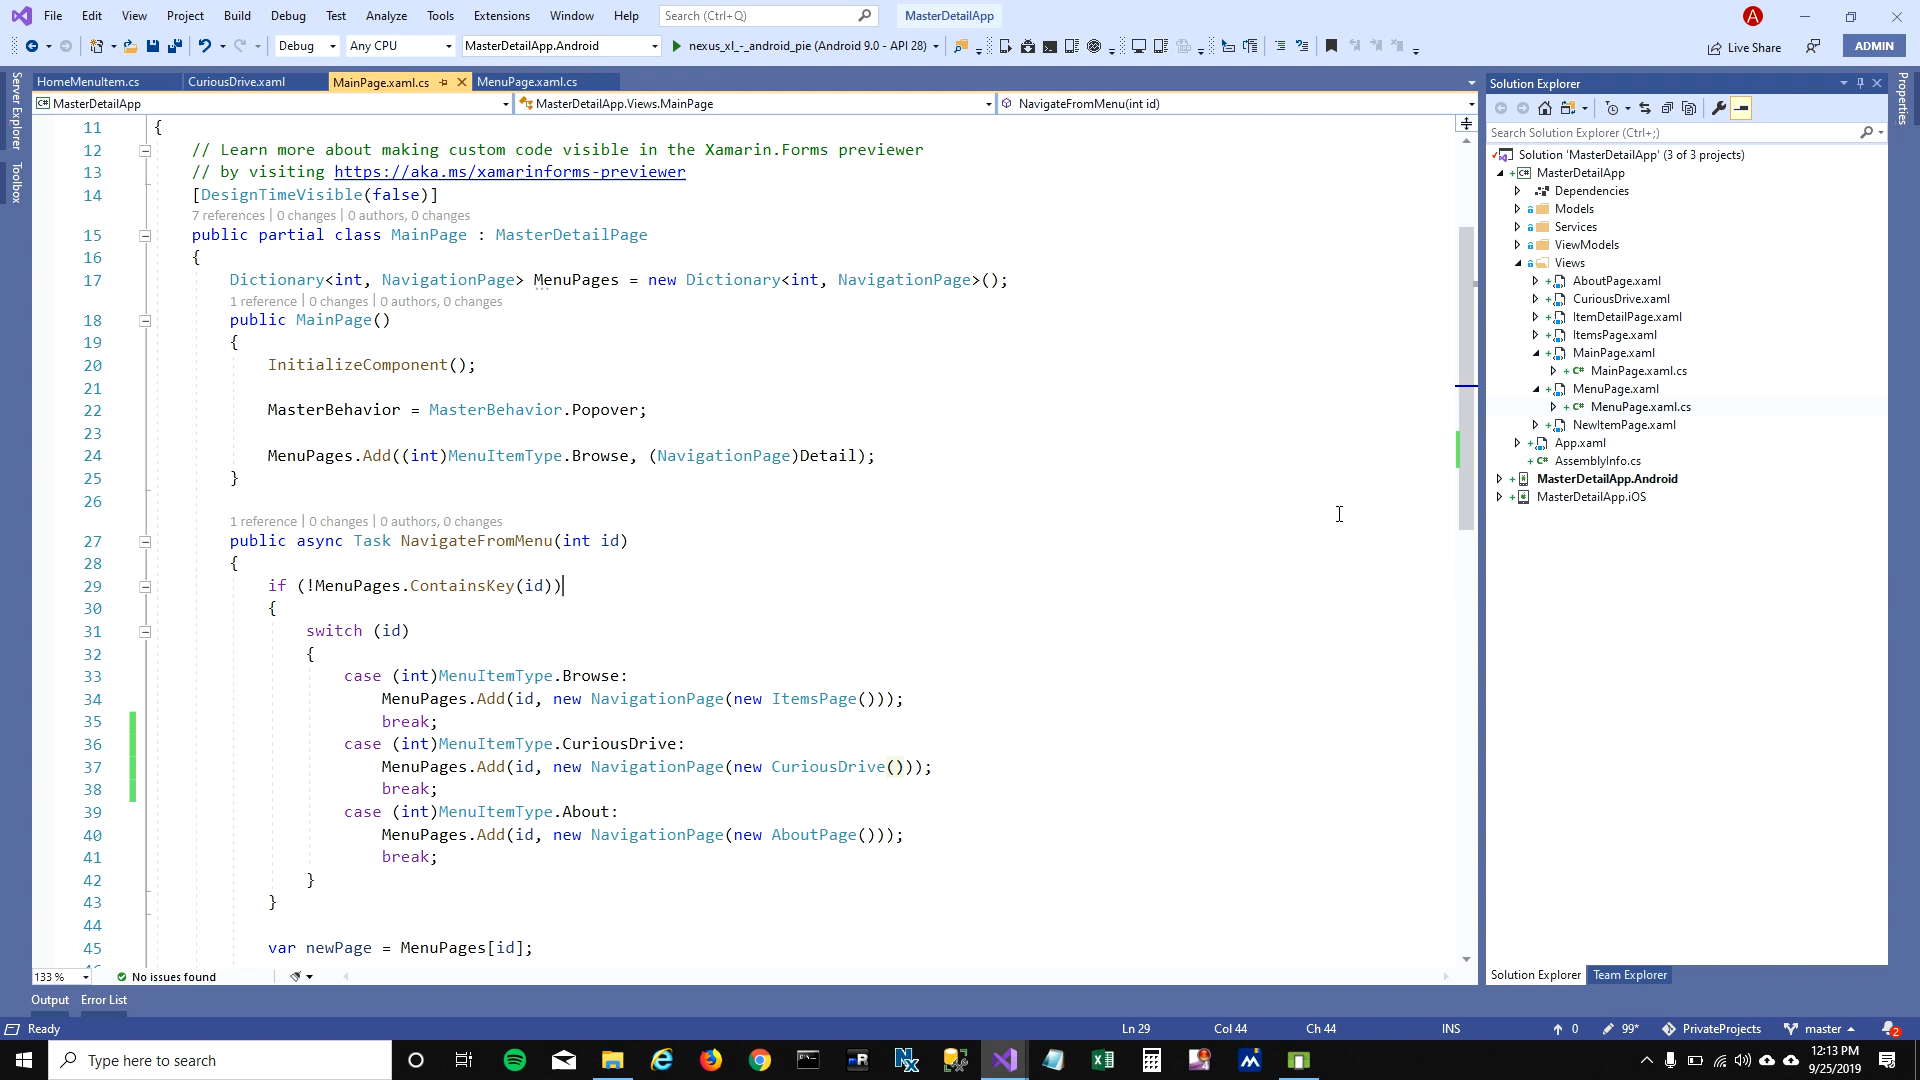 File Edit View Project Build Debug Test Analyze Tools Extensions Window Help Search (Ctrl+Q) MasterDetailApp A
Debug Any CPU MasterDetailApp.Android nexus_xl_-_android_pie (Android 9.0 - API 28) Live Share ADMIN
Server Explorer
Toolbox
HomeMenuItem.cs CuriousDrive.xaml MainPage.xaml.cs MenuPage.xaml.cs
MasterDetailApp MasterDetailApp.Views.MainPage NavigateFromMenu(int id)
11 {
12 // Learn more about making custom code visible in the Xamarin.Forms previewer
13 // by visiting https://aka.ms/xamarinforms-previewer
14 [DesignTimeVisible(false)]
7 references | 0 changes | 0 authors, 0 changes
15 public partial class MainPage : MasterDetailPage
16 {
17 Dictionary<int, NavigationPage> MenuPages = new Dictionary<int, NavigationPage>();
1 reference | 0 changes | 0 authors, 0 changes
18 public MainPage()
19 {
20 InitializeComponent();
21
22 MasterBehavior = MasterBehavior.Popover;
23
24 MenuPages.Add((int)MenuItemType.Browse, (NavigationPage)Detail);
25 }
26
1 reference | 0 changes | 0 authors, 0 changes
27 public async Task NavigateFromMenu(int id)
28 {
29 if (!MenuPages.ContainsKey(id))
30 {
31 switch (id)
32 {
33 case (int)MenuItemType.Browse:
34 MenuPages.Add(id, new NavigationPage(new ItemsPage()));
35 break;
36 case (int)MenuItemType.CuriousDrive:
37 MenuPages.Add(id, new NavigationPage(new CuriousDrive()));
38 break;
39 case (int)MenuItemType.About:
40 MenuPages.Add(id, new NavigationPage(new AboutPage()));
41 break;
42 }
43 }
44
45 var newPage = MenuPages[id];
133 % No issues found
Output Error List
Solution Explorer
Search Solution Explorer (Ctrl+;)
Solution 'MasterDetailApp' (3 of 3 projects)
MasterDetailApp
Dependencies
Models
Services
ViewModels
Views
AboutPage.xaml
CuriousDrive.xaml
ItemDetailPage.xaml
ItemsPage.xaml
MainPage.xaml
MainPage.xaml.cs
MenuPage.xaml
MenuPage.xaml.cs
NewItemPage.xaml
App.xaml
AssemblyInfo.cs
MasterDetailApp.Android
MasterDetailApp.iOS
Solution Explorer Team Explorer
Properties
Ready Ln 29 Col 44 Ch 44 INS 0 99* PrivateProjects master 2
Type here to search
12:13 PM
9/25/2019